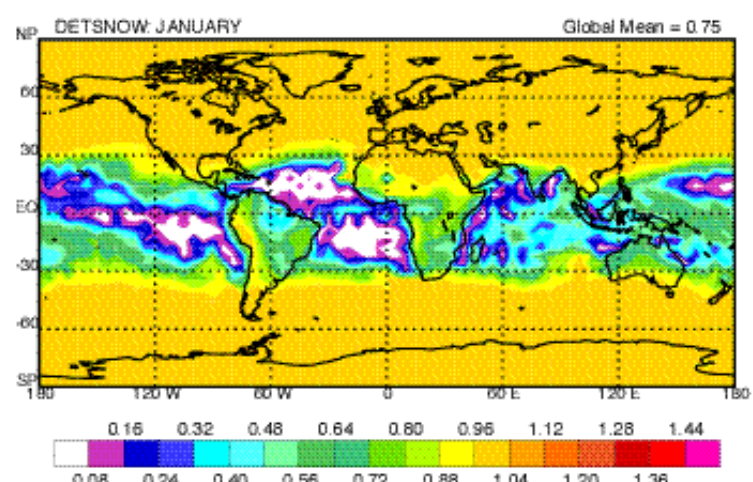 DETSNOW: JANUARY Global Mean = 0.75
NP
60
30
EQ
-30
-60
SP
180 120 W 60 W 0 60 E 120 E 180
0.16 0.32 0.48 0.64 0.80 0.96 1.12 1.28 1.44
0.08 0.24 0.40 0.56 0.72 0.88 1.04 1.20 1.36